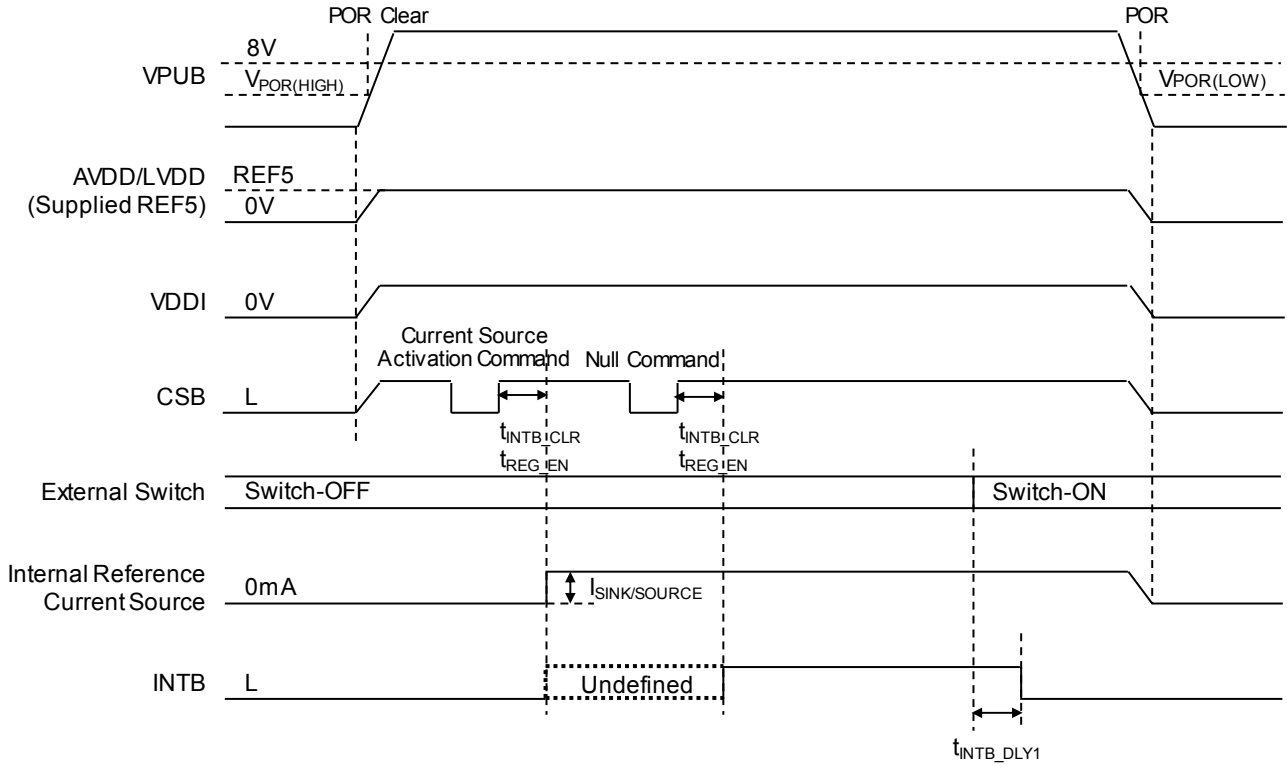 POR Clear
POR
8V
VPUB
VPOR(HIGH)
VPOR(LOW)
AVDD/LVDD
(Supplied REF5)
REF5
0V
VDDI
0V
Current Source
Activation Command
Null Command
CSB
L
tINTB_CLR
tREG_EN
tINTB_CLR
tREG_EN
External Switch
Switch-OFF
Switch-ON
Internal Reference
Current Source
0mA
ISINK/SOURCE
INTB
L
Undefined
tINTB_DLY1